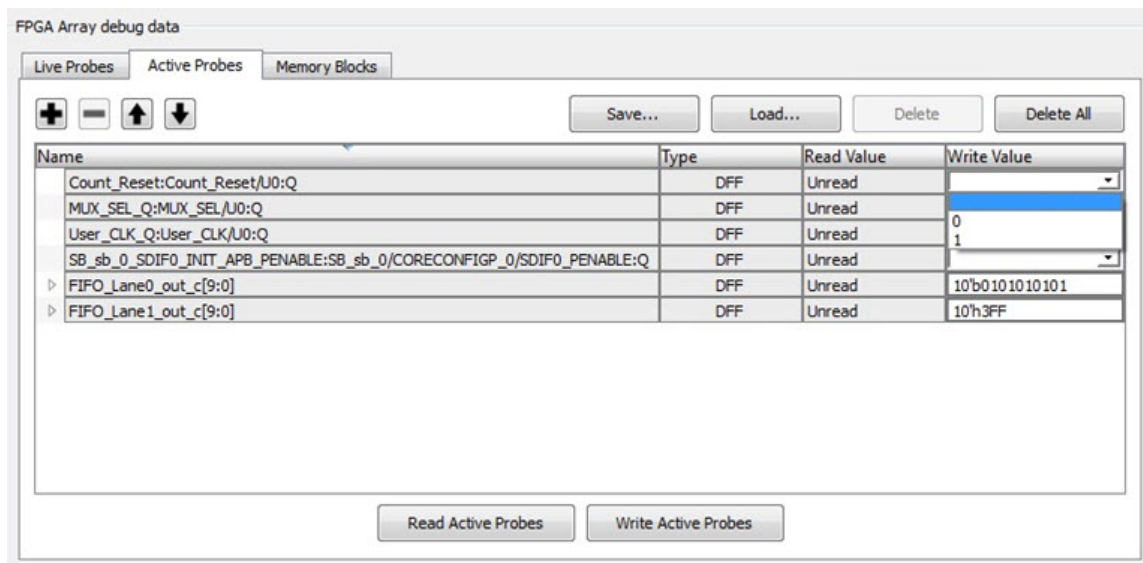 FPGA Array debug data
Live Probes Active Probes Memory Blocks
Save... Load... Delete Delete All
Name Type Read Value Write Value
Count_Reset:Count_Reset/U0:Q DFF Unread
MUX_SEL_Q:MUX_SEL/U0:Q DFF Unread
0
User_CLK_Q:User_CLK/U0:Q DFF Unread
1
SB_sb_0_SDIF0_INIT_APB_PENABLE:SB_sb_0/CORECONFIGP_0/SDIF0_PENABLE:Q DFF Unread
FIFO_Lane0_out_c[9:0] DFF Unread 10'b0101010101
FIFO_Lane1_out_c[9:0] DFF Unread 10'h3FF
Read Active Probes Write Active Probes